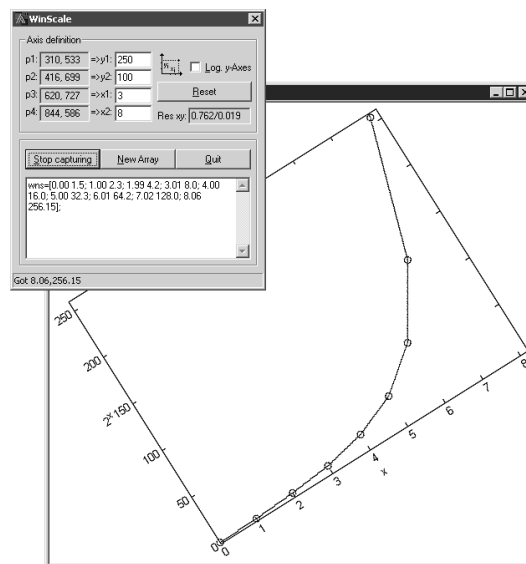 WinScale
Axis definition
p1: 310, 533 =>y1: 250
p2: 416, 699 =>y2: 100
p3: 620, 727 =>x1: 3
p4: 844, 586 =>x2: 8
Log. y-Axes
Reset
Res xy: 0.762/0.019
Stop capturing New Array Quit
wns=[0.00 1.5; 1.00 2.3; 1.99 4.2; 3.01 8.0; 4.00
16.0; 5.00 32.3; 6.01 64.2; 7.02 128.0; 8.06
256.15];
Got 8.06,256.15
250
200
2^x 150
100
50
0
0
1
2
3
4
5
6
7
8
x